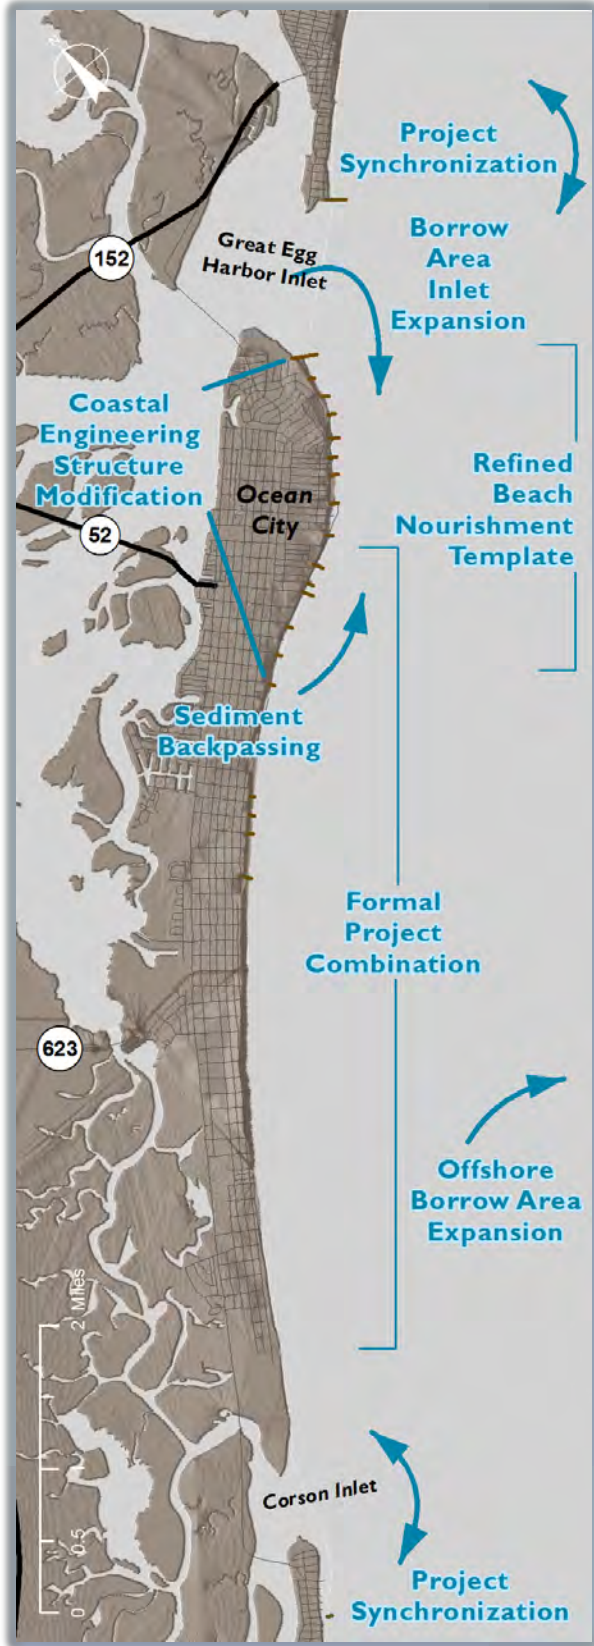 Project
Synchronization
152
Great Egg
Harbor Inlet
Borrow
Area
Inlet
Expansion
Coastal
Engineering
Structure
Modification
Ocean
City
Refined
Beach
Nourishment
Template
52
Sediment
Backpassing
Formal
Project
Combination
623
Offshore
Borrow Area
Expansion
2 Miles
1
0.5
0
Corson Inlet
Project
Synchronization